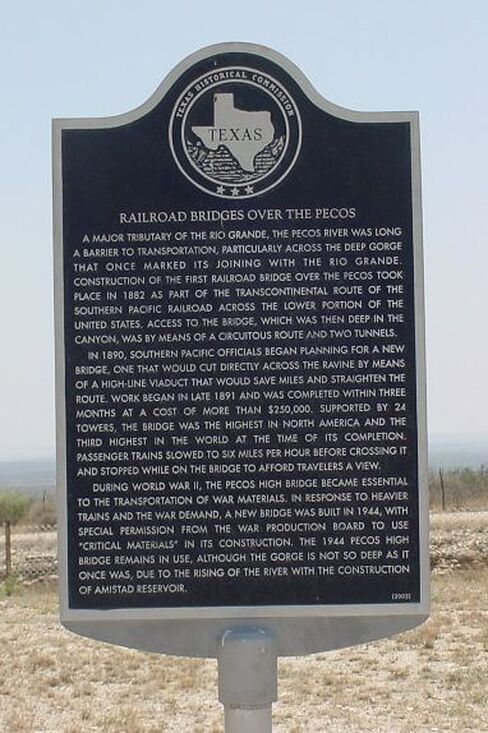 TEXAS HISTORICAL COMMISSION
TEXAS
RAILROAD BRIDGES OVER THE PECOS
A MAJOR TRIBUTARY OF THE RIO GRANDE, THE PECOS RIVER WAS LONG
A BARRIER TO TRANSPORTATION, PARTICULARLY ACROSS THE DEEP GORGE
THAT ONCE MARKED ITS JOINING WITH THE RIO GRANDE.
CONSTRUCTION OF THE FIRST RAILROAD BRIDGE OVER THE PECOS TOOK
PLACE IN 1882 AS PART OF THE TRANSCONTINENTAL ROUTE OF THE
SOUTHERN PACIFIC RAILROAD ACROSS THE LOWER PORTION OF THE
UNITED STATES. ACCESS TO THE BRIDGE, WHICH WAS THEN DEEP IN THE
CANYON, WAS BY MEANS OF A CIRCUITOUS ROUTE AND TWO TUNNELS.
IN 1890, SOUTHERN PACIFIC OFFICIALS BEGAN PLANNING FOR A NEW
BRIDGE, ONE THAT WOULD CUT DIRECTLY ACROSS THE RAVINE BY MEANS
OF A HIGH-LINE VIADUCT THAT WOULD SAVE MILES AND STRAIGHTEN THE
ROUTE. WORK BEGAN IN LATE 1891 AND WAS COMPLETED WITHIN THREE
MONTHS AT A COST OF MORE THAN $250,000. SUPPORTED BY 24
TOWERS, THE BRIDGE WAS THE HIGHEST IN NORTH AMERICA AND THE
THIRD HIGHEST IN THE WORLD AT THE TIME OF ITS COMPLETION.
PASSENGER TRAINS SLOWED TO SIX MILES PER HOUR BEFORE CROSSING IT
AND STOPPED WHILE ON THE BRIDGE TO AFFORD TRAVELERS A VIEW.
DURING WORLD WAR II, THE PECOS HIGH BRIDGE BECAME ESSENTIAL
TO THE TRANSPORTATION OF WAR MATERIALS. IN RESPONSE TO HEAVIER
TRAINS AND THE WAR DEMAND, A NEW BRIDGE WAS BUILT IN 1944, WITH
SPECIAL PERMISSION FROM THE WAR PRODUCTION BOARD TO USE
"CRITICAL MATERIALS" IN ITS CONSTRUCTION. THE 1944 PECOS HIGH
BRIDGE REMAINS IN USE, ALTHOUGH THE GORGE IS NOT SO DEEP AS IT
ONCE WAS, DUE TO THE RISING OF THE RIVER WITH THE CONSTRUCTION
OF AMISTAD RESERVOIR.
(2002)